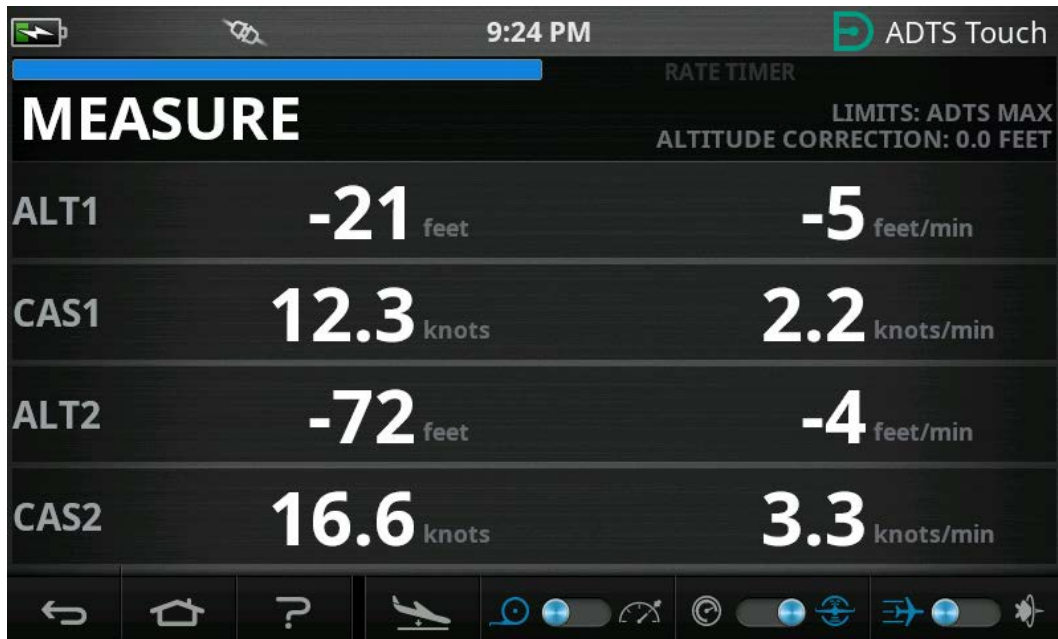 9:24 PM ADTS Touch
RATE TIMER
MEASURE
LIMITS: ADTS MAX
ALTITUDE CORRECTION: 0.0 FEET
ALT1 -21 feet -5 feet/min
CAS1 12.3 knots 2.2 knots/min
ALT2 -72 feet -4 feet/min
CAS2 16.6 knots 3.3 knots/min
?